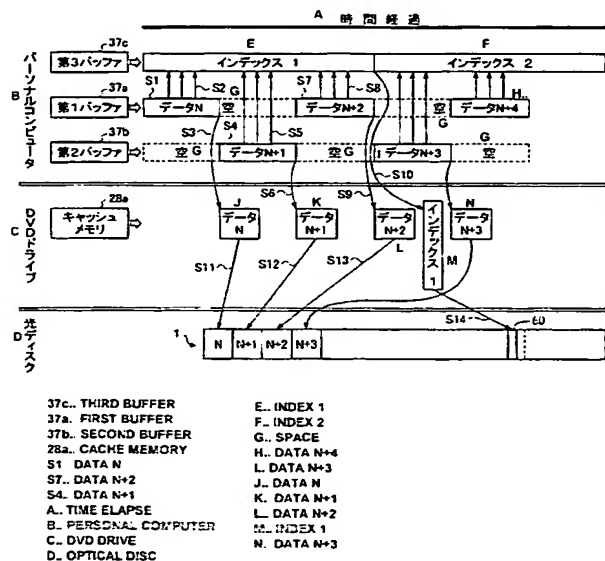 A 時間経過
37c E F
第3バッファ インデックス 1 インデックス 2
37a S1 S2 G S7 S8 H..
第1バッファ データN 空 データN+2 空 データN+4
B パーソナルコンピュータ
37b S3 S4 S5 G G
第2バッファ 空 G データN+1 空 G データN+3 空
S10
28a J S6 K S9 N
C DVDドライブ
キャッシュメモリ データN データN+1 データN+2 インデックス1 データN+3
L M
S11 S12 S13
S14 60
D 光ディスク
1 N N+1 N+2 N+3
37c.. THIRD BUFFER
37a. FIRST BUFFER
37b.. SECOND BUFFER
28a.. CACHE MEMORY
S1 DATA N
S7.. DATA N+2
S4.. DATA N+1
A.. TIME ELAPSE
B.. PERSONAL COMPUTER
C.. DVD DRIVE
D.. OPTICAL DISC
E.. INDEX 1
F.. INDEX 2
G.. SPACE
H.. DATA N+4
I. DATA N+3
J.. DATA N
K.. DATA N+1
L.. DATA N+2
M.. INDEX 1
N. DATA N+3